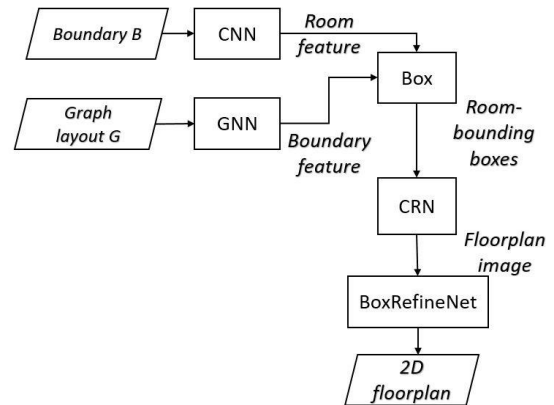 Boundary B
CNN
Room
feature
Box
Graph
layout G
GNN
Boundary
feature
Room-
bounding
boxes
CRN
Floorplan
image
BoxRefineNet
2D
floorplan